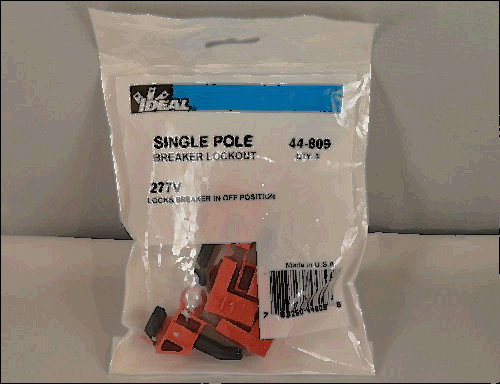 IDEAL
SINGLE POLE 44-809
BREAKER LOCKOUT
277V
LOCKS BREAKER IN OFF POSITION
Made in U.S.A